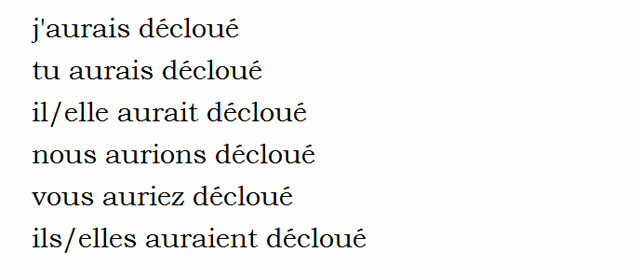 j'aurais décloué
tu aurais décloué
il/elle aurait décloué
nous aurions décloué
vous auriez décloué
ils/elles auraient décloué